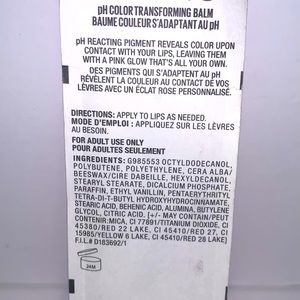 pH COLOR TRANSFORMING BALM
BAUME COULEURS'ADAPTANT AU pH
pH REACTING PIGMENT REVEALS COLOR UPON
CONTACT WITH YOUR LIPS, LEAVING THEM
WITH A PINK GLOW THAT'S ALL YOUR OWN.
DES PIGMENTS QUI S'ADAPTENT AU pH
RÉVÈLENT LA COULEUR AU CONTACT DE VOS
LÈVRES AVEC UN ÉCLAT ROSE PERSONNALISÉ.
DIRECTIONS: APPLY TO LIPS AS NEEDED.
MODE D'EMPLOI : APPLIQUEZ SUR LES LÈVRES
AU BESOIN.
FOR ADULT USE ONLY
POUR ADULTES SEULEMENT
INGREDIENTS: G985553 OCTYLDODECANOL,
POLYBUTENE, POLYETHYLENE, CERA ALBA/
BEESWAX/CIRE DABEILLE, HEXYLDECANOL,
STEARYL STEARATE, DICALCIUM PHOSPHATE,
PARAFFIN, ETHYL VANILLIN, PENTAERYTHRITYL
TETRA-DI-T-BUTYL HYDROXYHYDROCINNAMATE,
STEARIC ACID, BEHENIC ACID, ALUMINA, BUTYLENE
GLYCOL, CITRIC ACID, [+/- MAY CONTAIN/PEUT
CONTENIR:MICA, CI 77891/TITANIUM DIOXIDE, CI
45380/RED 22 LAKE, CI 45410/RED 27, CI
15985/YELLOW 6 LAKE, CI 45410/RED 28 LAKE]
F.I.L.# D183692/1
24M